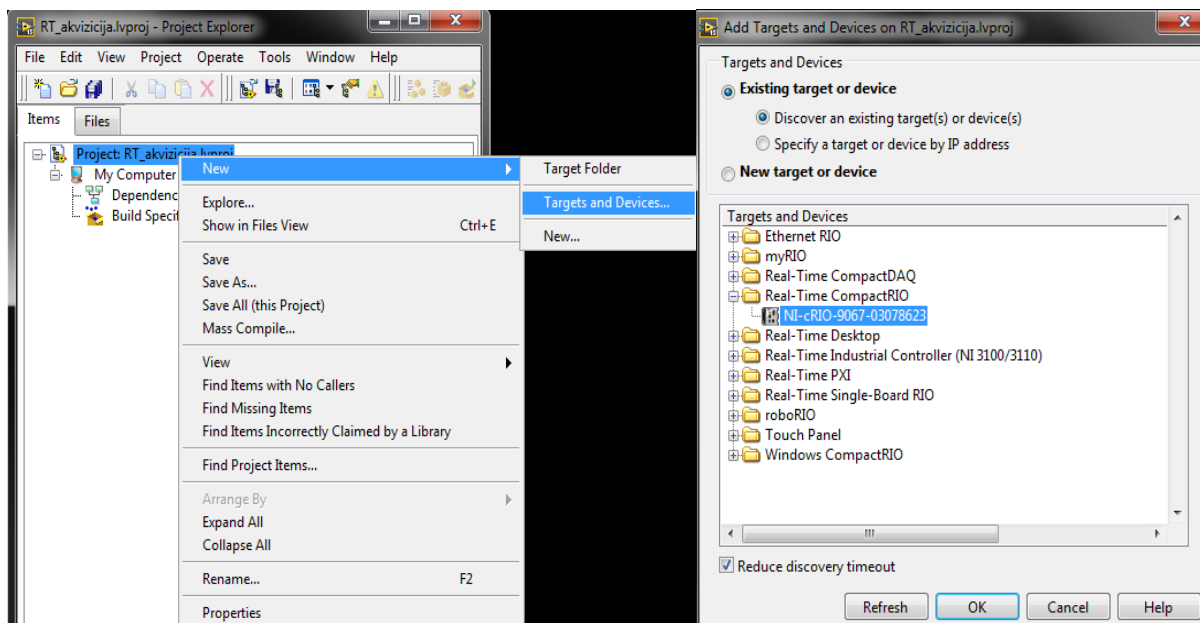 RT_akvizicija.lvproj - Project Explorer
File Edit View Project Operate Tools Window Help
Items Files
Project: RT_akvizicija.lvproj
My Computer
Dependenc
Build Specif
New
Explore...
Show in Files View Ctrl+E
Save
Save As...
Save All (this Project)
Mass Compile...
View
Find Items with No Callers
Find Missing Items
Find Items Incorrectly Claimed by a Library
Find Project Items...
Arrange By
Expand All
Collapse All
Rename... F2
Properties
Target Folder
Targets and Devices...
New...
Add Targets and Devices on RT_akvizicija.lvproj
Targets and Devices
Existing target or device
Discover an existing target(s) or device(s)
Specify a target or device by IP address
New target or device
Targets and Devices
Ethernet RIO
myRIO
Real-Time CompactDAQ
Real-Time CompactRIO
NI-cRIO-9067-03078623
Real-Time Desktop
Real-Time Industrial Controller (NI 3100/3110)
Real-Time PXI
Real-Time Single-Board RIO
roboRIO
Touch Panel
Windows CompactRIO
Reduce discovery timeout
Refresh OK Cancel Help